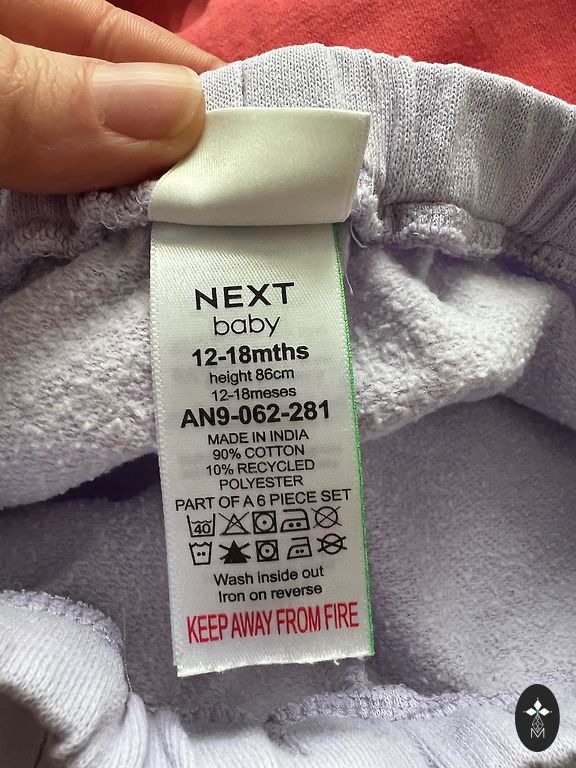 NEXT
baby
12-18mths
height 86cm
12-18meses
AN9-062-281
MADE IN INDIA
90% COTTON
10% RECYCLED
POLYESTER
PART OF A 6 PIECE SET
40
Wash inside out
Iron on reverse
KEEP AWAY FROM FIRE
M